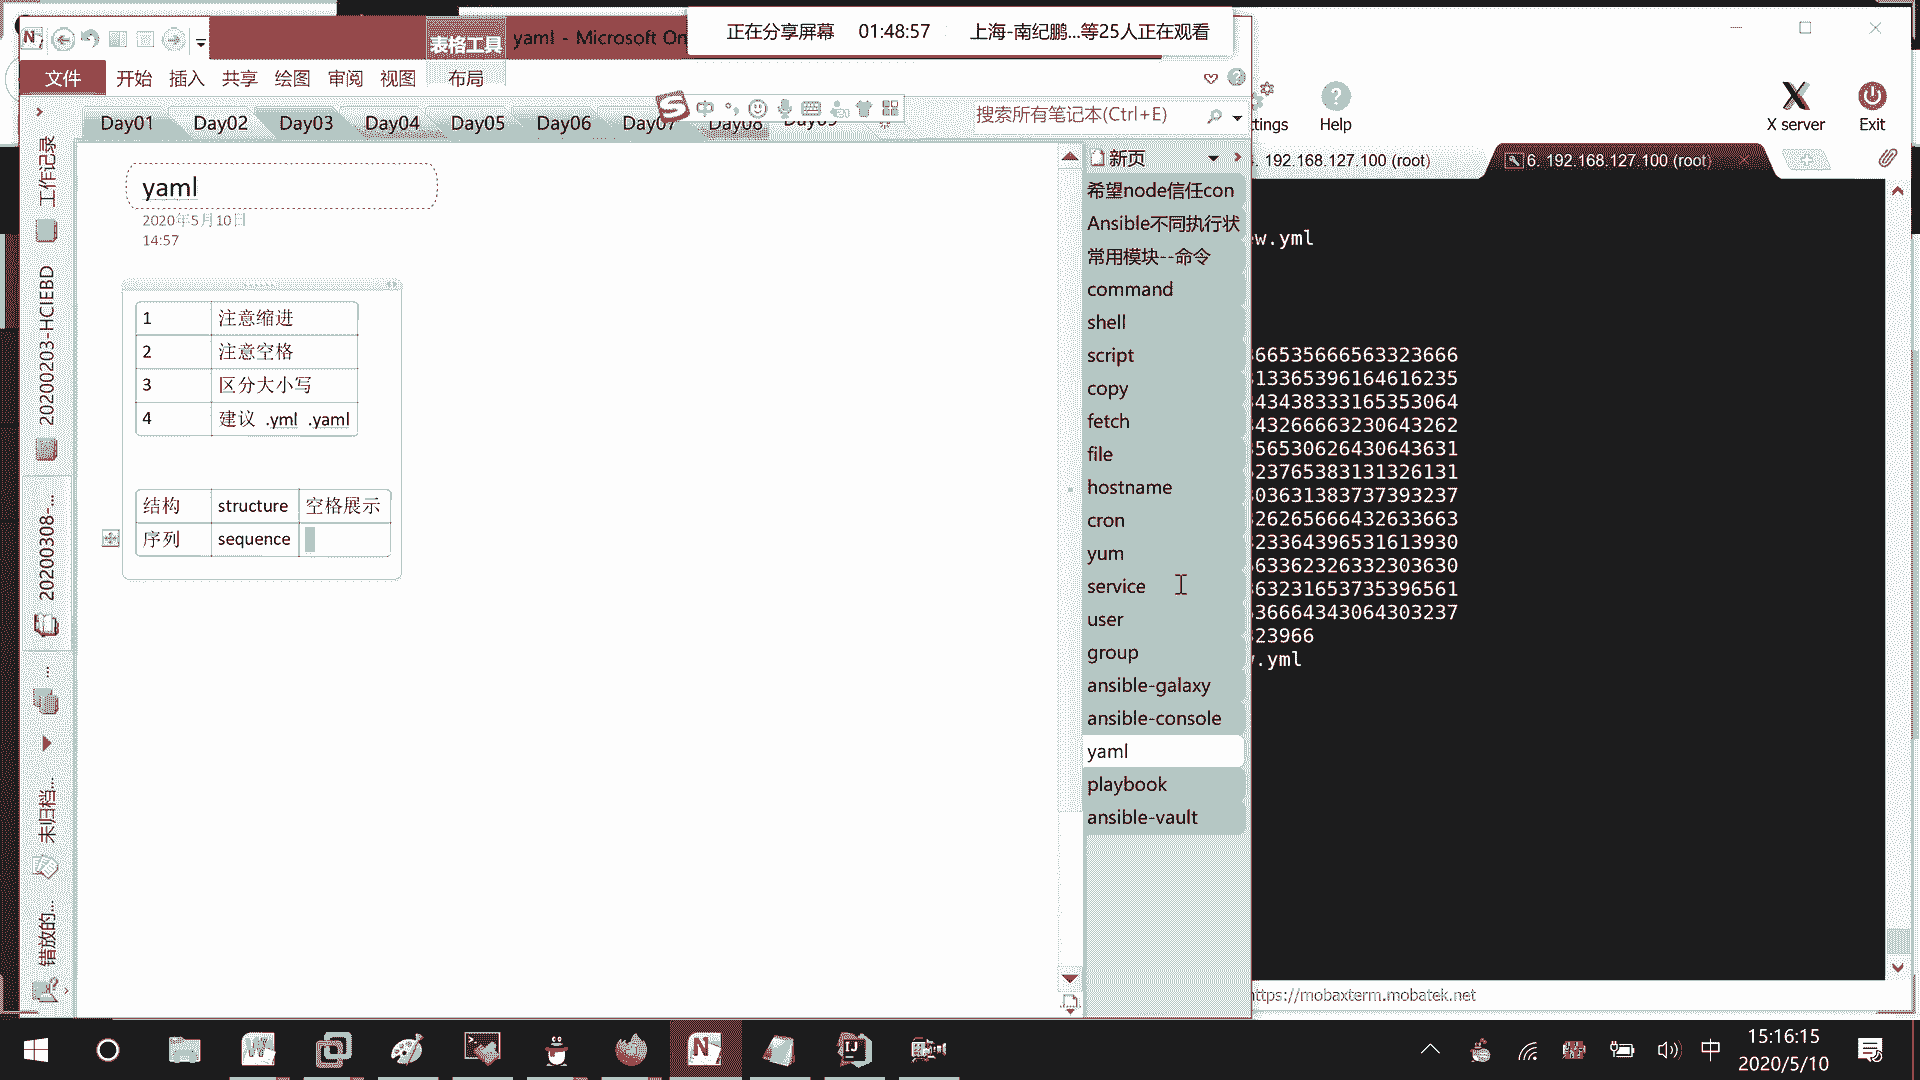 正在分享屏幕 01:48:57 上海-南纪鹏...等25人正在观看
表格工具 yaml - Microsoft On
文件 开始 插入 共享 绘图 审阅 视图 布局
Help
X server
Exit
Day01 Day02 Day03 Day04 Day05 Day06 Day07 Day08
中
搜索所有笔记本(Ctrl+E)
192.168.127.100 (root)
6. 192.168.127.100 (root)
工作记录
20200203-HCIEBD
20200308-...
未归档...
错放的...
yaml
2020年5月10日
14:57
1 注意缩进
2 注意空格
3 区分大小写
4 建议 .yml .yaml
结构 structure 空格展示
序列 sequence
新页
希望node信任con
Ansible不同执行状
常用模块--命令
command
shell
script
copy
fetch
file
hostname
cron
yum
service
user
group
ansible-galaxy
ansible-console
yaml
playbook
ansible-vault
w.yml
66535666563323666
13365396164616235
43438333165353064
43266663230643262
56530626430643631
23765383131326131
03631383737393237
26265666432633663
23364396531613930
63362326332303630
63231653735396561
36664343064303237
23966
.yml
https://mobaxterm.mobatek.net
中
15:16:15
2020/5/10